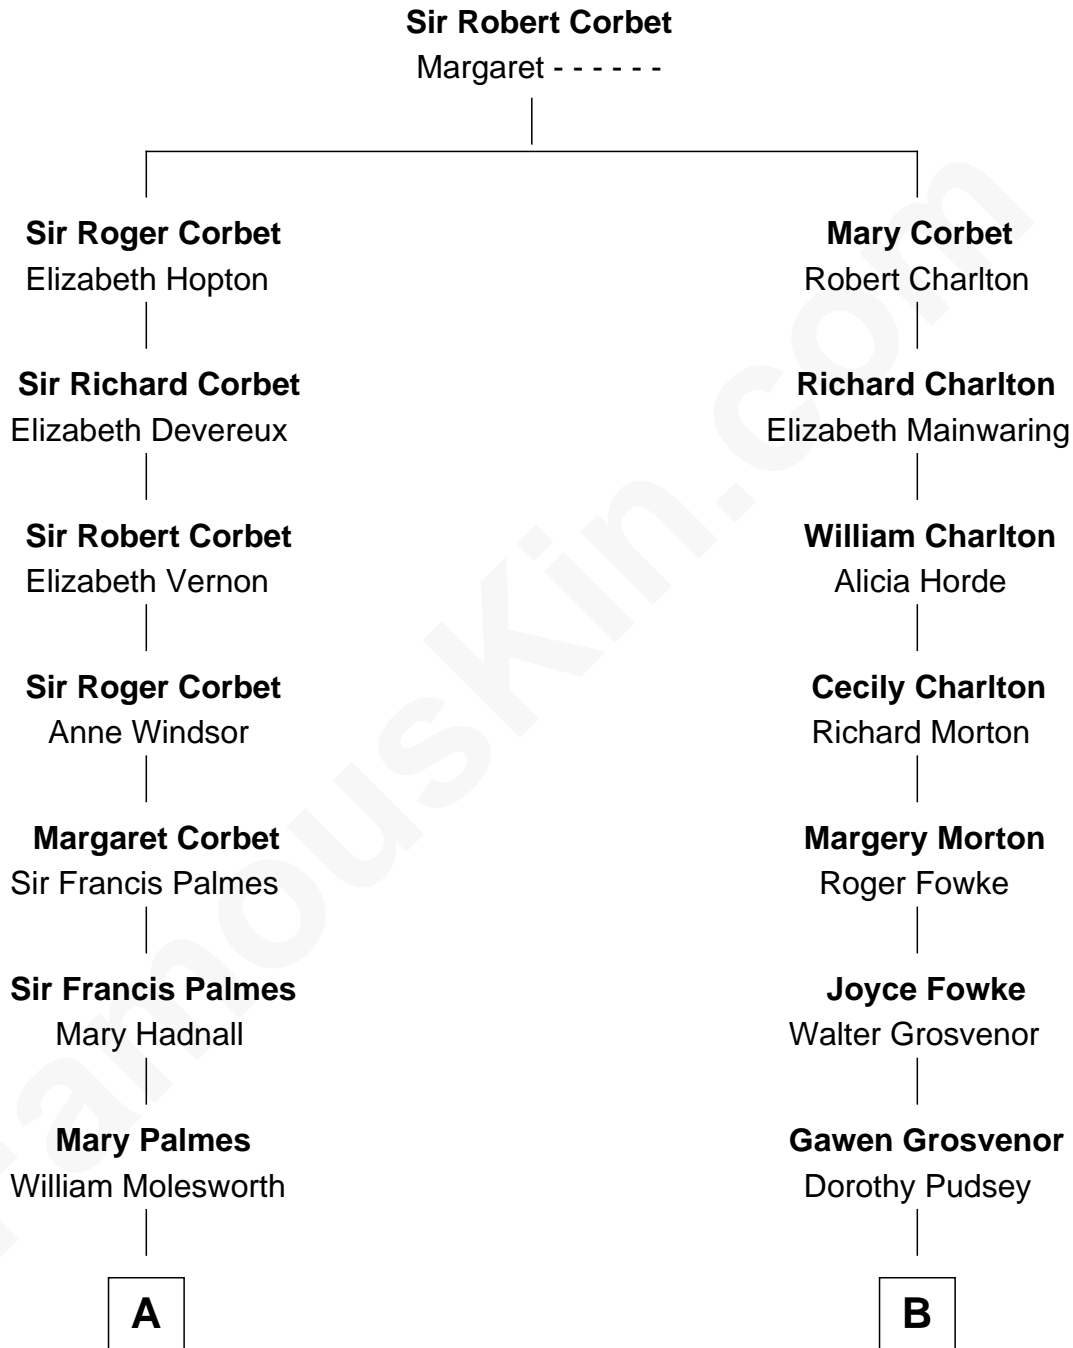 Sir Robert Corbet
Margaret - - - - - -
Sir Roger Corbet
Elizabeth Hopton
Mary Corbet
Robert Charlton
Sir Richard Corbet
Elizabeth Devereux
Richard Charlton
Elizabeth Mainwaring
Sir Robert Corbet
Elizabeth Vernon
William Charlton
Alicia Horde
Sir Roger Corbet
Anne Windsor
Cecily Charlton
Richard Morton
Margaret Corbet
Sir Francis Palmes
Margery Morton
Roger Fowke
Sir Francis Palmes
Mary Hadnall
Joyce Fowke
Walter Grosvenor
Mary Palmes
William Molesworth
Gawen Grosvenor
Dorothy Pudsey
A
B
FamousKin.com